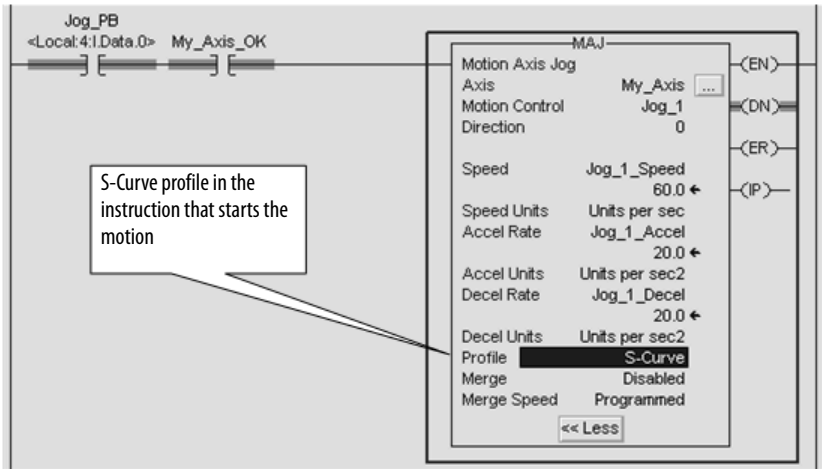 Jog_PB
<Local:4:I.Data.0>
My_Axis_OK
MAJ
Motion Axis Jog
Axis My_Axis ...
Motion Control Jog_1
Direction 0
Speed Jog_1_Speed
60.0
Speed Units Units per sec
Accel Rate Jog_1_Accel
20.0
Accel Units Units per sec2
Decel Rate Jog_1_Decel
20.0
Decel Units Units per sec2
Profile S-Curve
Merge Disabled
Merge Speed Programmed
<< Less
(EN)
(DN)
(ER)
(IP)
S-Curve profile in the
instruction that starts the
motion